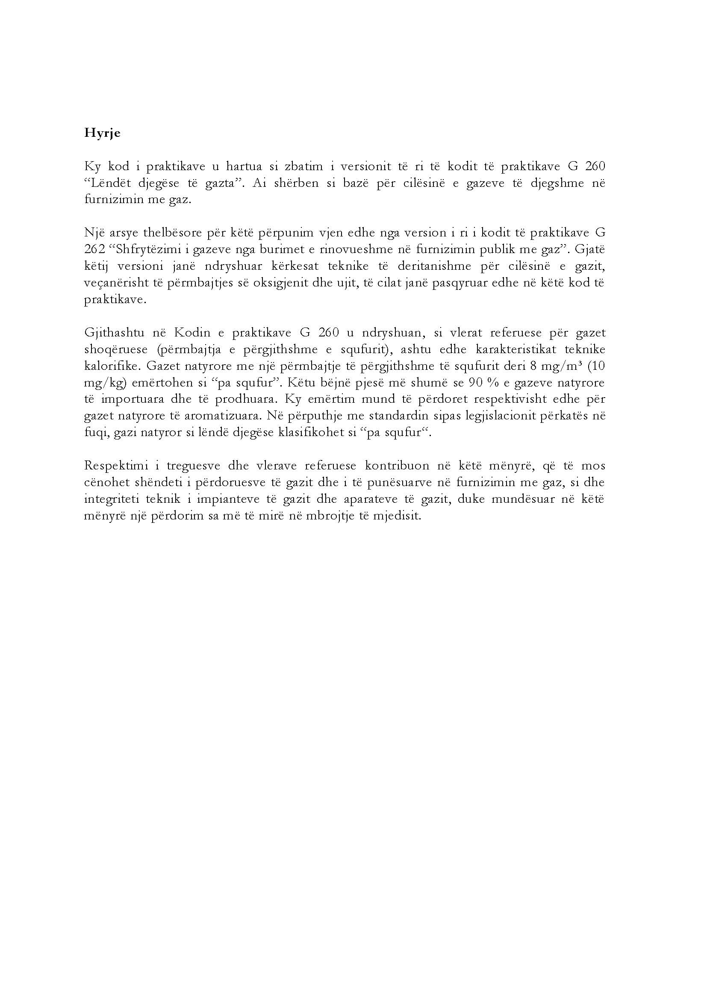 Hyrje
Ky kod i praktikave u hartua si zbatim i versionit të ri të kodit të praktikave G 260
“Lëndët djegëse të gazta”. Ai shërben si bazë për cilësinë e gazeve të djegshme në
furnizimin me gaz.
Një arsye thelbësore për këtë përpunim vjen edhe nga version i ri i kodit të praktikave G
262 “Shfrytëzimi i gazeve nga burimet e rinovueshme në furnizimin publik me gaz”. Gjatë
këtij versioni janë ndryshuar kërkesat teknike të deritanishme për cilësinë e gazit,
veçanërisht të përmbajtjes së oksigjenit dhe ujit, të cilat janë pasqyruar edhe në këtë kod të
praktikave.
Gjithashtu në Kodin e praktikave G 260 u ndryshuan, si vlerat referuese për gazet
shoqëruese (përmbajtja e përgjithshme e squfurit), ashtu edhe karakteristikat teknike
kalorifike. Gazet natyrore me një përmbajtje të përgjithshme të squfurit deri 8 mg/m³ (10
mg/kg) emërtohen si “pa squfur”. Këtu bëjnë pjesë më shumë se 90 % e gazeve natyrore
të importuara dhe të prodhuara. Ky emërtim mund të përdoret respektivisht edhe për
gazet natyrore të aromatizuara. Në përputhje me standardin sipas legjislacionit përkatës në
fuqi, gazi natyror si lëndë djegëse klasifikohet si “pa squfur“.
Respektimi i treguesve dhe vlerave referuese kontribuon në këtë mënyrë, që të mos
cënohet shëndeti i përdoruesve të gazit dhe i të punësuarve në furnizimin me gaz, si dhe
integriteti teknik i impianteve të gazit dhe aparateve të gazit, duke mundësuar në këtë
mënyrë një përdorim sa më të mirë në mbrojtje të mjedisit.